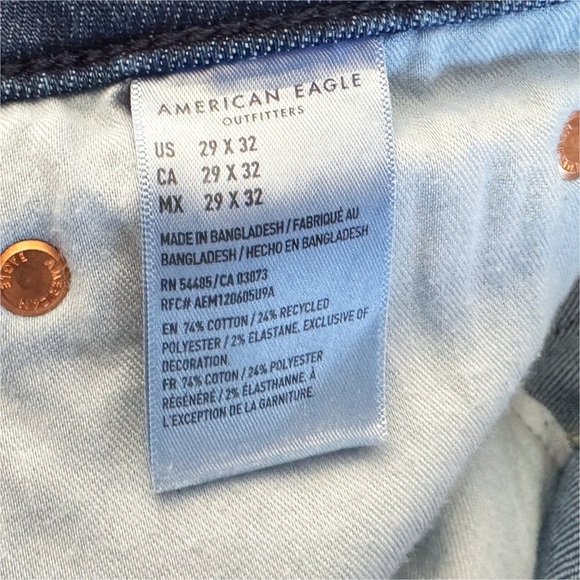 AMERICAN EAGLE
OUTFITTERS
US 29 X 32
CA 29 X 32
MX 29 X 32
MADE IN BANGLADESH / FABRIQUÉ AU
BANGLADESH / HECHO EN BANGLADESH
RN 54485/CA 03073
RFC# AEM120605U9A
EN 74% COTTON / 24% RECYCLED
POLYESTER / 2% ELASTANE. EXCLUSIVE OF
DECORATION.
FR 74% COTON / 24% POLYESTER
RÉGÉNÉRÉ / 2% ÉLASTHANNE. À
L'EXCEPTION DE LA GARNITURE.